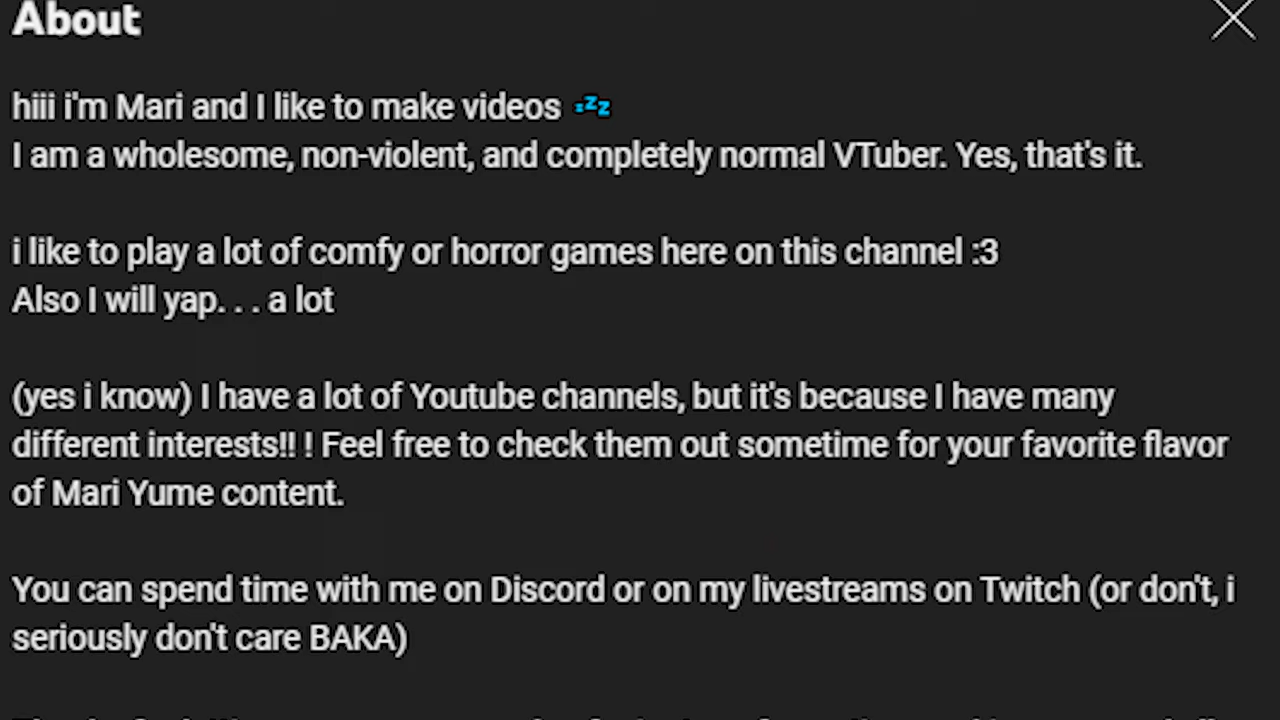 About
hiii i'm Mari and I like to make videos 💤
I am a wholesome, non-violent, and completely normal VTuber. Yes, that's it.
i like to play a lot of comfy or horror games here on this channel :3
Also I will yap. . . a lot
(yes i know) I have a lot of Youtube channels, but it's because I have many
different interests!! ! Feel free to check them out sometime for your favorite flavor
of Mari Yume content.
You can spend time with me on Discord or on my livestreams on Twitch (or don't, i
seriously don't care BAKA)